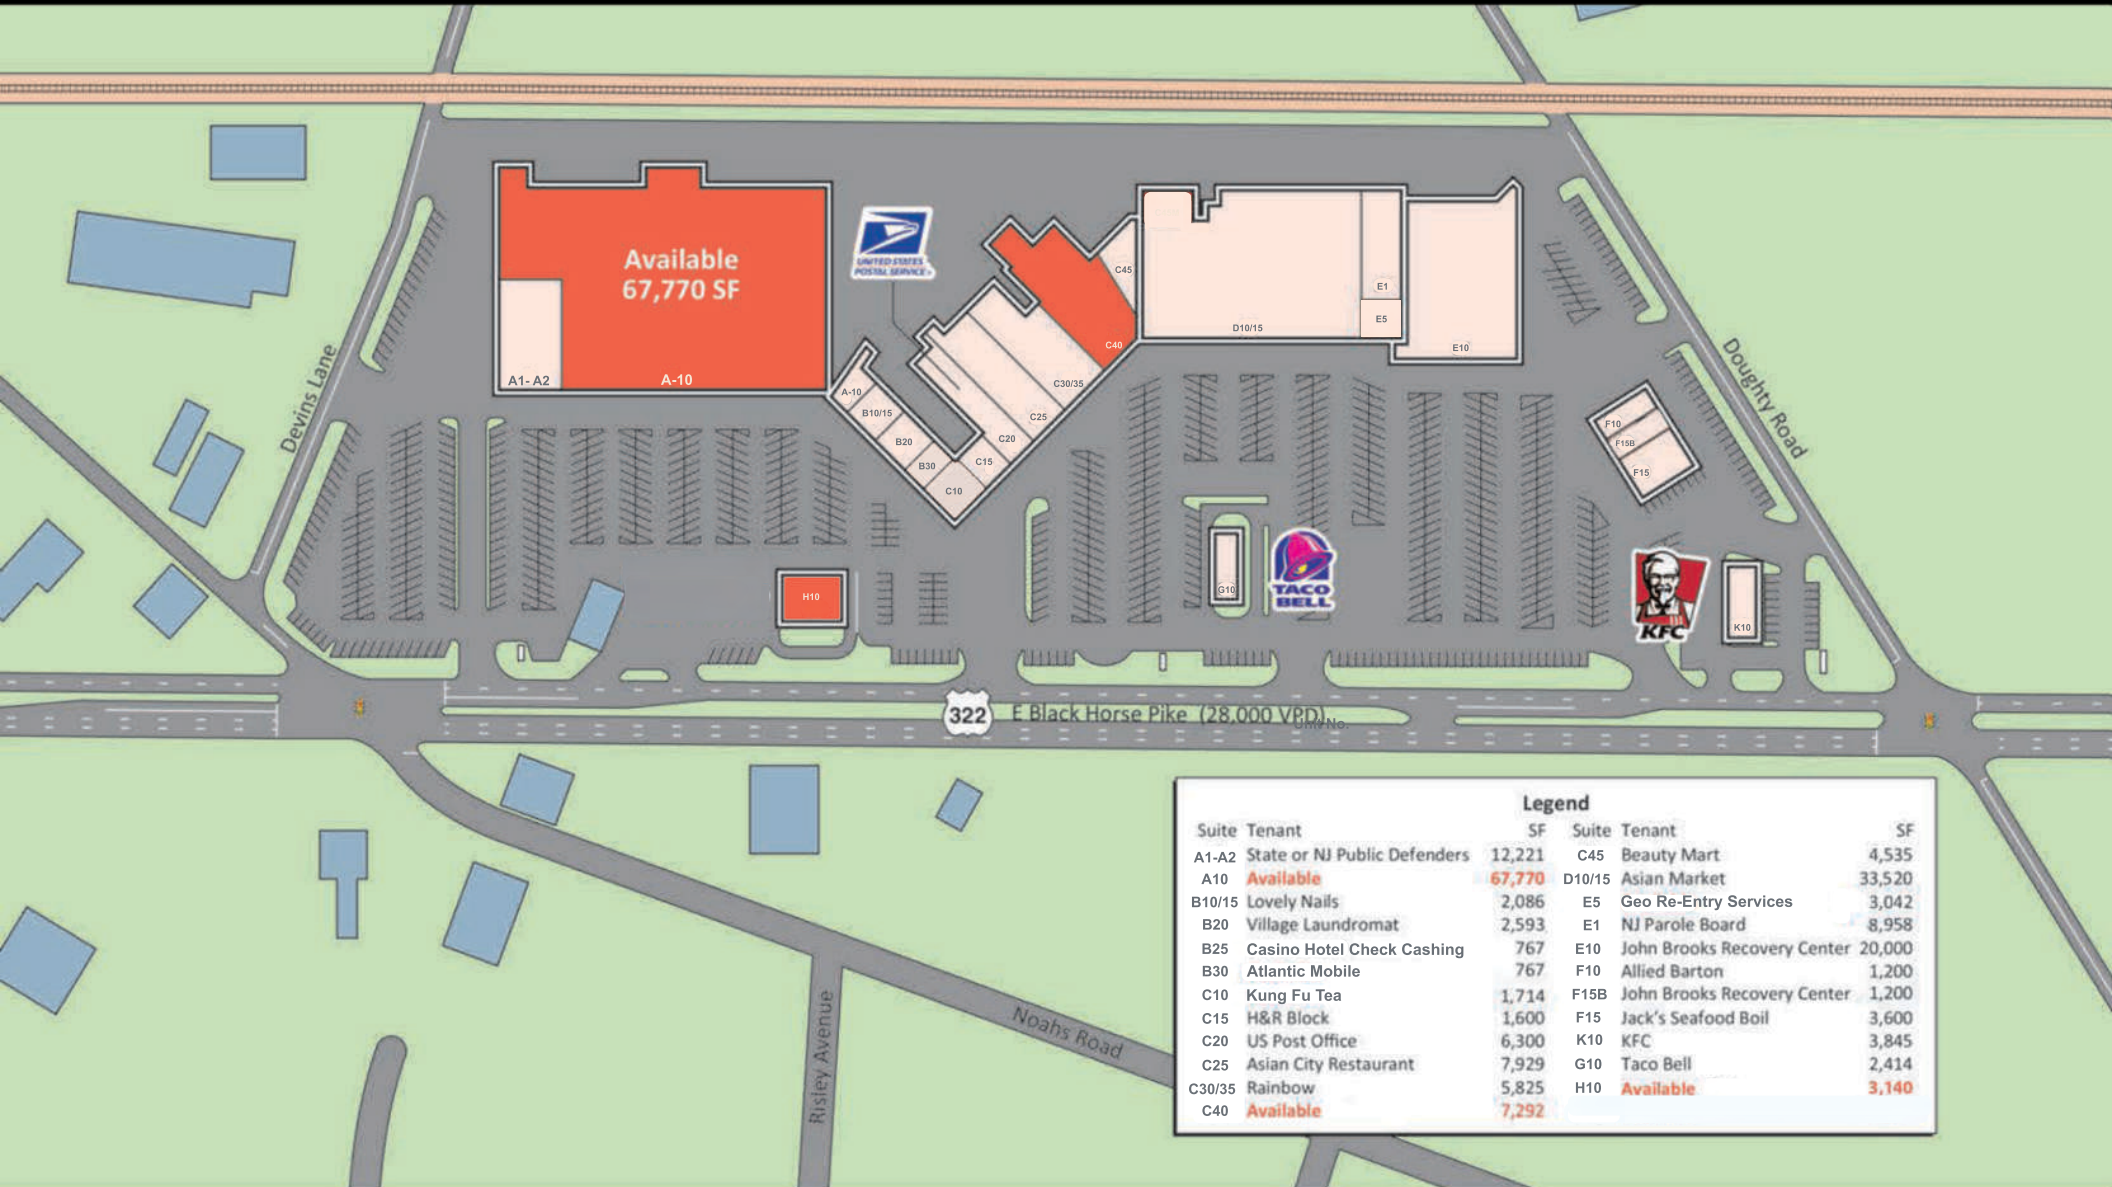 Available
67,770 SF
A1- A2
A-10
UNITED STATES
POSTAL SERVICE
A-10
B10/15
B20
B30
C10
C15
C20
C25
C30/35
C40
C45
D10/15
E1
E5
E10
F10
F15B
F15
G10
H10
K10
TACO
BELL
KFC
Devins Lane
Doughty Road
322
E Black Horse Pike (28,000 VPD)
Unit No.
Risley Avenue
Noahs Road
Legend
Suite Tenant SF Suite Tenant SF
A1-A2 State or NJ Public Defenders 12,221 C45 Beauty Mart 4,535
A10 Available 67,770 D10/15 Asian Market 33,520
B10/15 Lovely Nails 2,086 E5 Geo Re-Entry Services 3,042
B20 Village Laundromat 2,593 E1 NJ Parole Board 8,958
B25 Casino Hotel Check Cashing 767 E10 John Brooks Recovery Center 20,000
B30 Atlantic Mobile 767 F10 Allied Barton 1,200
C10 Kung Fu Tea 1,714 F15B John Brooks Recovery Center 1,200
C15 H&R Block 1,600 F15 Jack's Seafood Boil 3,600
C20 US Post Office 6,300 K10 KFC 3,845
C25 Asian City Restaurant 7,929 G10 Taco Bell 2,414
C30/35 Rainbow 5,825 H10 Available 3,140
C40 Available 7,292